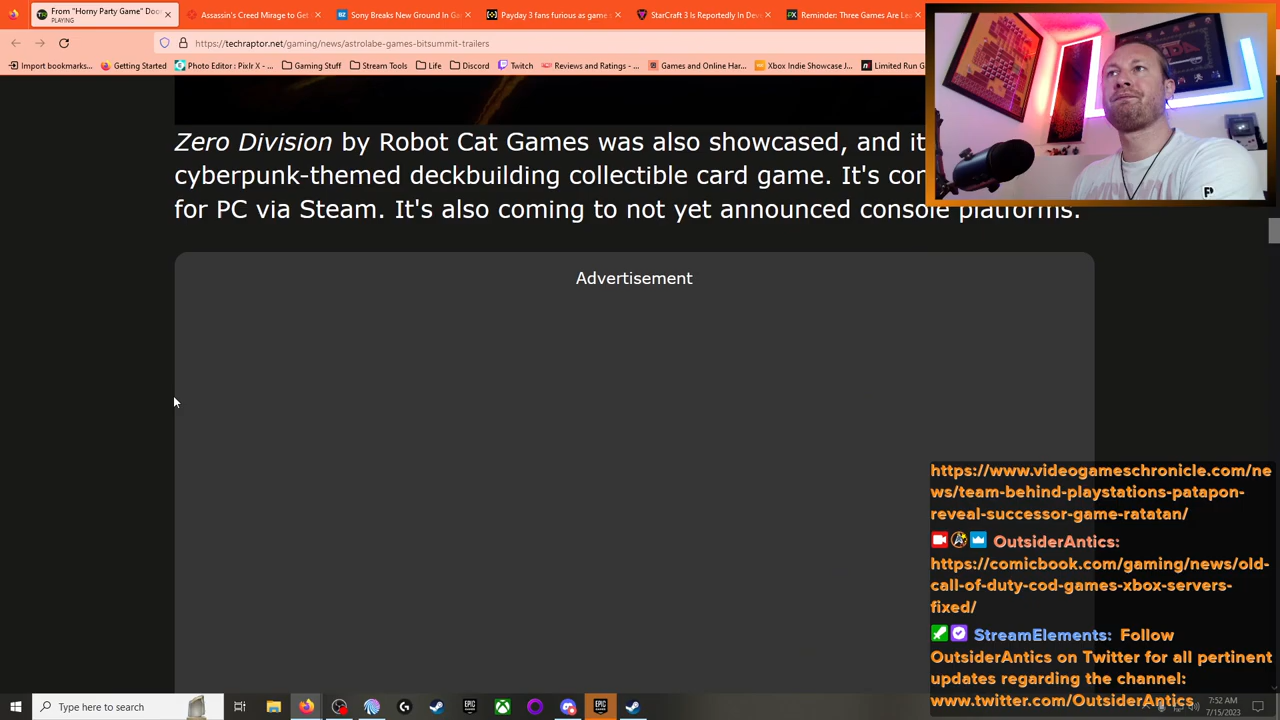 From "Horny Party Game" Doo
PLAYING
Assassin's Creed Mirage to Get
Sony Breaks New Ground In Ga
Payday 3 fans furious as game
StarCraft 3 Is Reportedly In Dev
Reminder: Three Games Are Lea
https://techraptor.net/gaming/news/astrolabe-games-bitsummit-trailers
Import bookmarks...
Getting Started
Photo Editor : Pixlr X - ...
Gaming Stuff
Stream Tools
Life
Discord
Twitch
Reviews and Ratings - ...
Games and Online Har...
Xbox Indie Showcase J...
Limited Run G
Zero Division by Robot Cat Games was also showcased, and it
cyberpunk-themed deckbuilding collectible card game. It's co
for PC via Steam. It's also coming to not yet announced console platforms.
Advertisement
https://www.videogameschronicle.com/ne
ws/team-behind-playstations-patapon-
reveal-successor-game-ratatan/
OutsiderAntics:
https://comicbook.com/gaming/news/old-
call-of-duty-cod-games-xbox-servers-
fixed/
StreamElements: Follow
OutsiderAntics on Twitter for all pertinent
updates regarding the channel:
www.twitter.com/OutsiderAntics
Type here to search
7:52 AM
7/15/2023